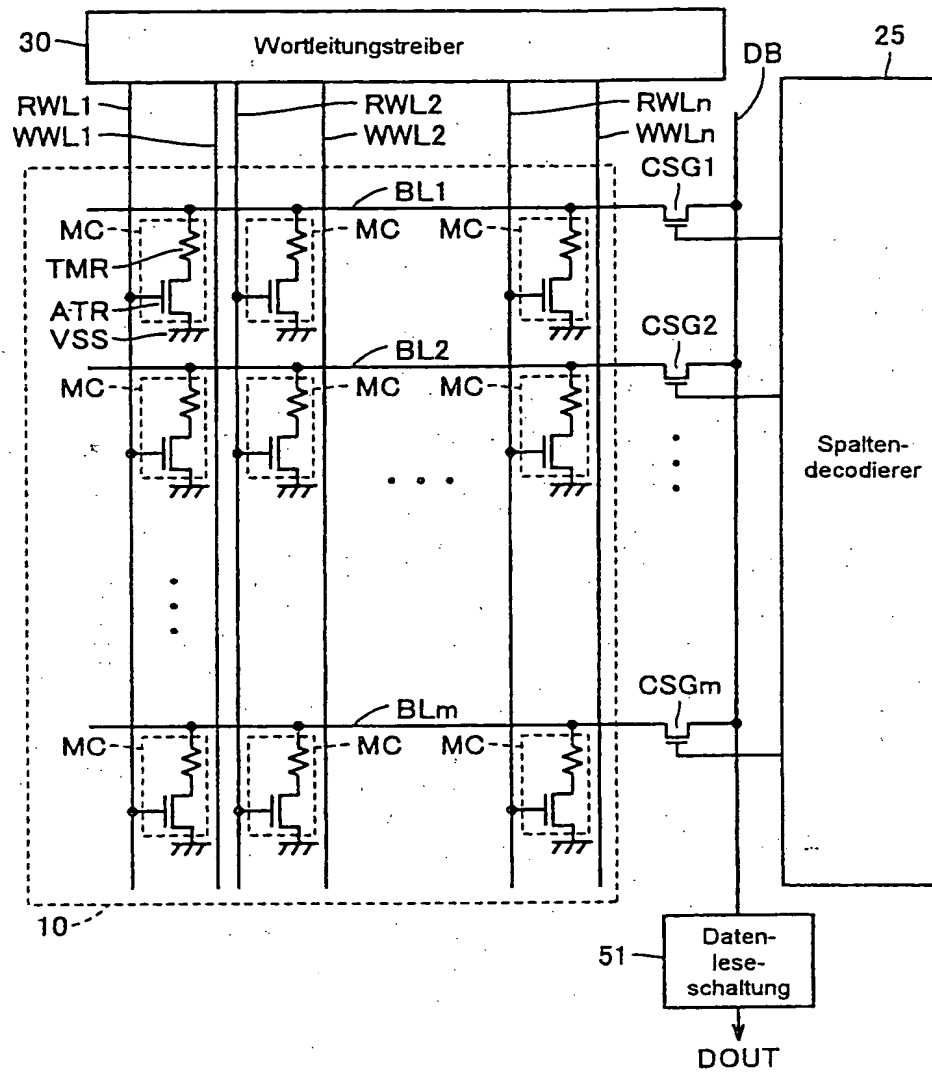 30
Wortleitungstreiber
DB
25
RWL1
RWL2
RWLn
WWL1
WWL2
WWLn
CSG1
BL1
MC
MC
MC
TMR
ATR
VSS
CSG2
BL2
MC
MC
MC
Spalten-
decodierer
CSGm
BLm
MC
MC
MC
10
51
Daten-
lese-
schaltung
DOUT